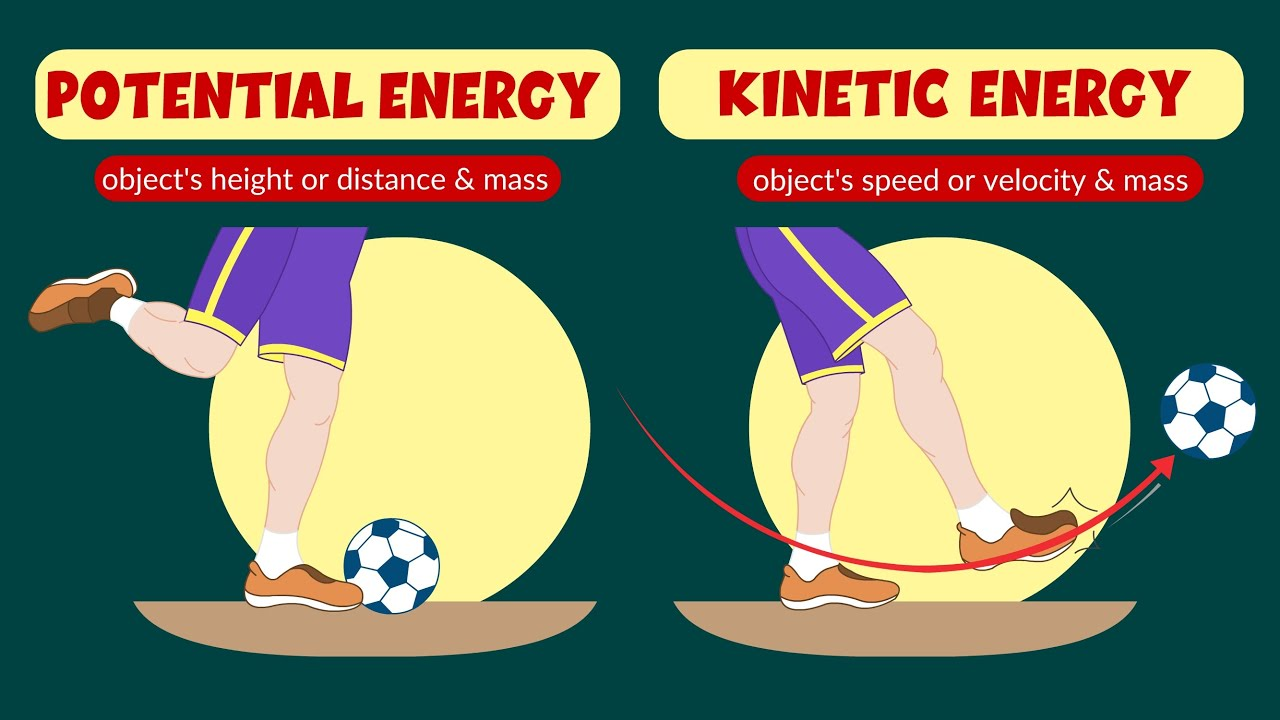 POTENTIAL ENERGY
object's height or distance & mass
KINETIC ENERGY
object's speed or velocity & mass